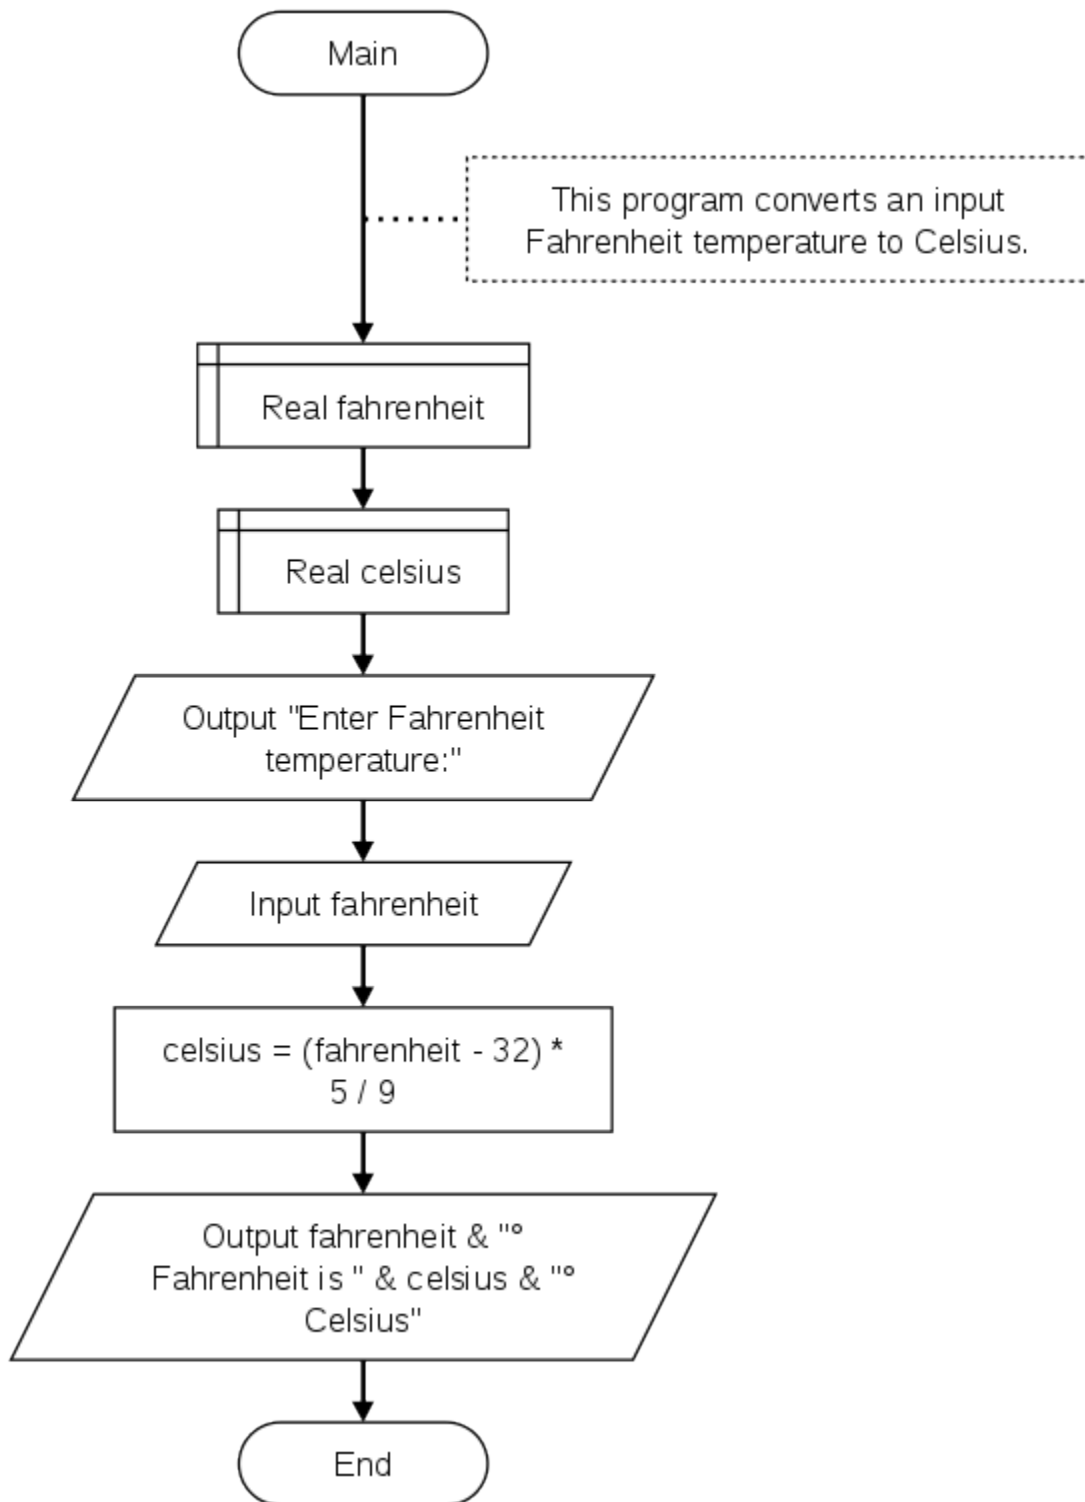 Main
This program converts an input
Fahrenheit temperature to Celsius.
Real fahrenheit
Real celsius
Output "Enter Fahrenheit
temperature:"
Input fahrenheit
celsius = (fahrenheit - 32) *
5 / 9
Output fahrenheit & "°
Fahrenheit is " & celsius & "°
Celsius"
End